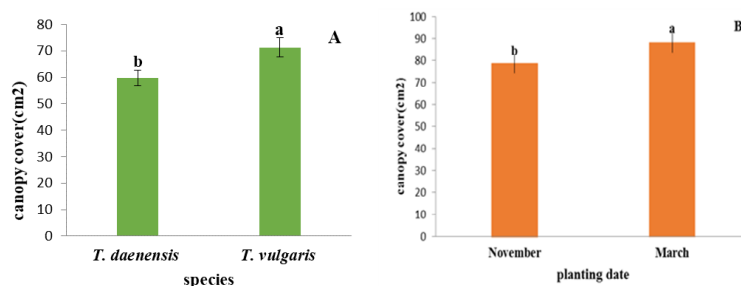 A
canopy cover(cm2)
80
70
60
50
40
30
20
10
0
b
a
T. daenensis
T. vulgaris
species
B
canopy cover(cm2)
100
90
80
70
60
50
40
30
20
10
0
b
a
November
March
planting date